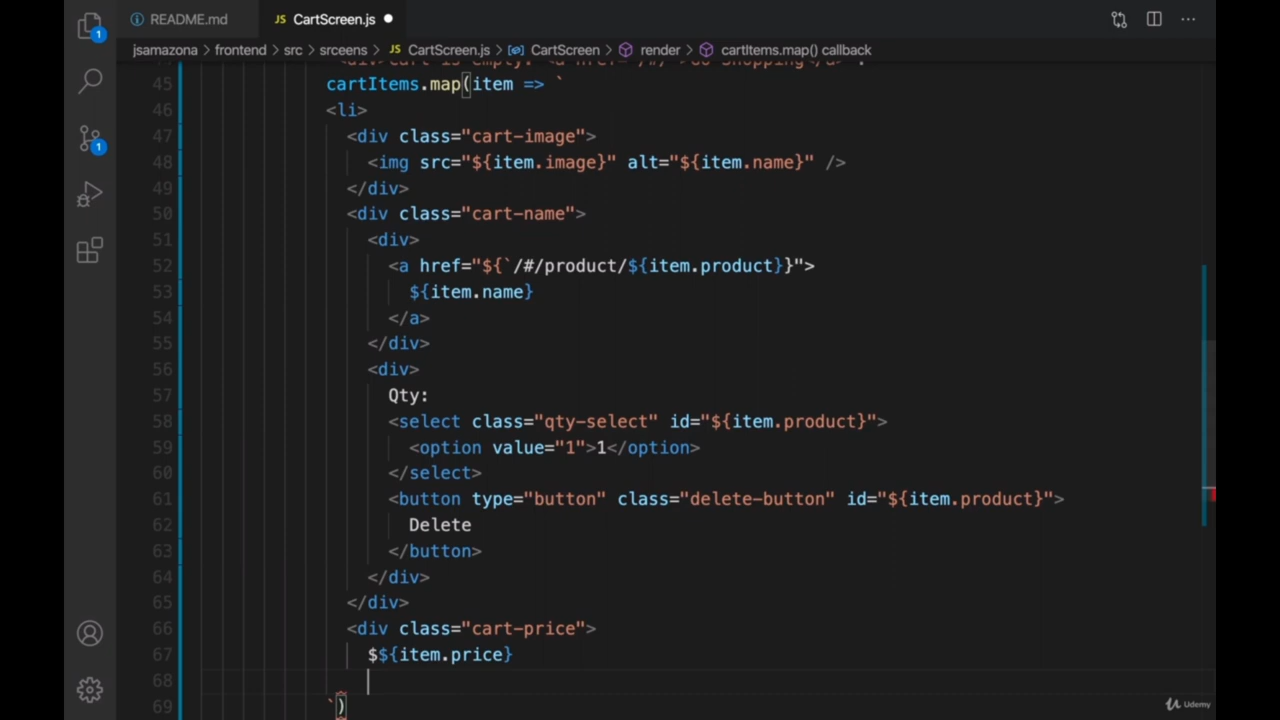 README.md
JS CartScreen.js
jsamazona > frontend > src > srceens > JS CartScreen.js > CartScreen > render > cartItems.map() callback
1
1
45 cartItems.map(item => `
46 <li>
47 <div class="cart-image">
48 <img src="${item.image}" alt="${item.name}" />
49 </div>
50 <div class="cart-name">
51 <div>
52 <a href="${`/#/product/${item.product}}">
53 ${item.name}
54 </a>
55 </div>
56 <div>
57 Qty:
58 <select class="qty-select" id="${item.product}">
59 <option value="1">1</option>
60 </select>
61 <button type="button" class="delete-button" id="${item.product}">
62 Delete
63 </button>
64 </div>
65 </div>
66 <div class="cart-price">
67 $${item.price}
68
69 `)
Udemy